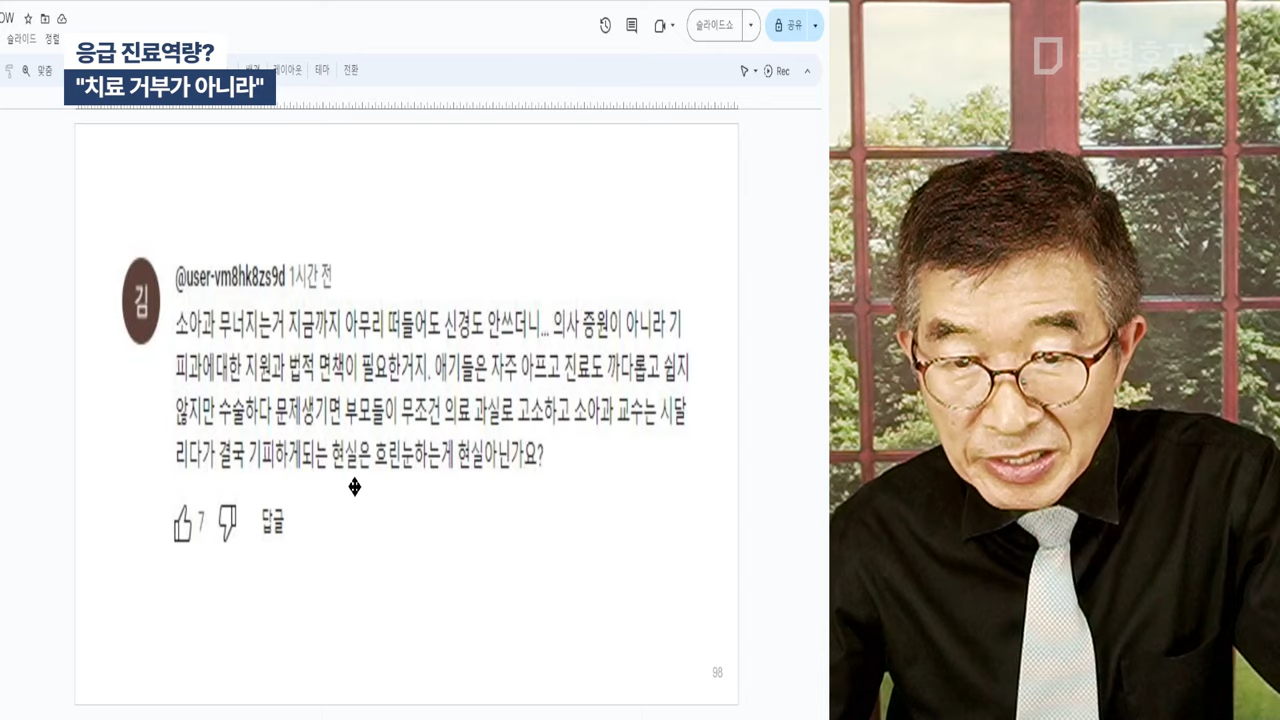 OW
슬라이드쇼
공유
슬라이드 정렬
응급 진료역량?
"치료 거부가 아니라"
맞춤
배경
레이아웃
테마
전환
Rec
공병호TV
김
@user-vm8hk8zs9d 1시간 전
소아과 무너지는거 지금까지 아무리 떠들어도 신경도 안쓰더니... 의사 증원이 아니라 기
피과에대한 지원과 법적 면책이 필요한거지. 애기들은 자주 아프고 진료도 까다롭고 쉽지
않지만 수술하다 문제생기면 부모들이 무조건 의료 과실로 고소하고 소아과 교수는 시달
리다가 결국 기피하게되는 현실은 흐린눈하는게 현실아닌가요?
7
답글
98